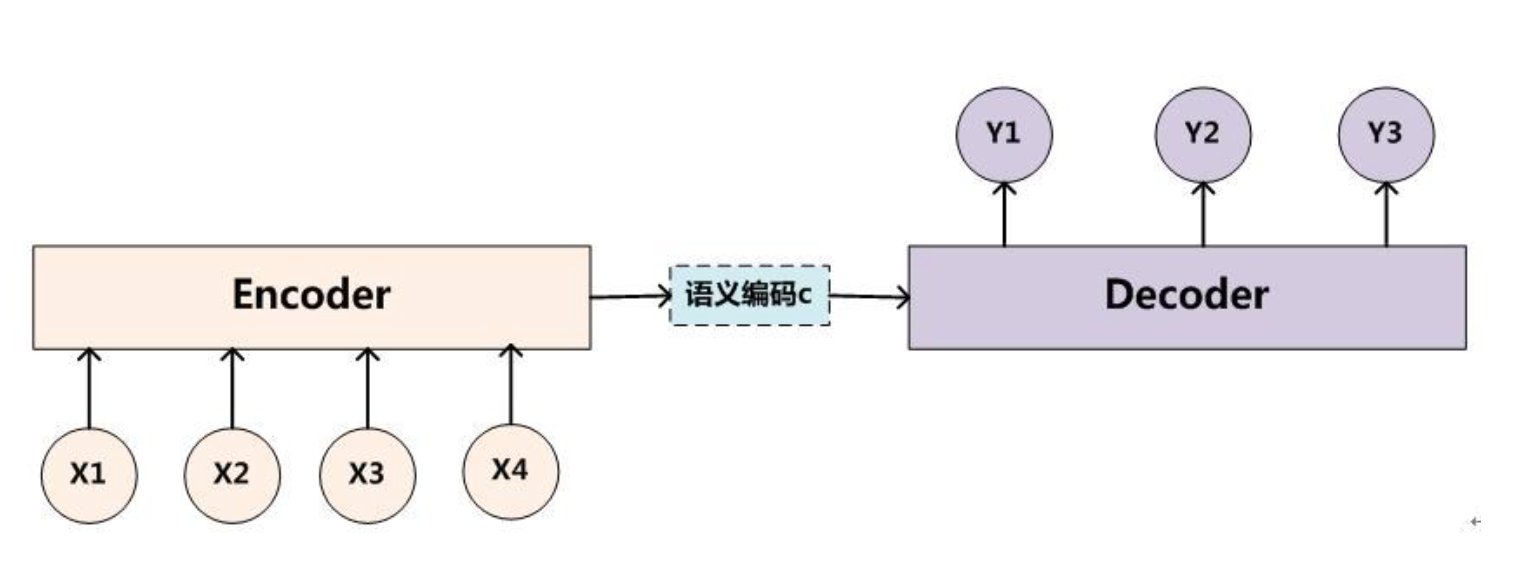 Y1 Y2 Y3
Encoder 语义编码c Decoder
X1 X2 X3 X4